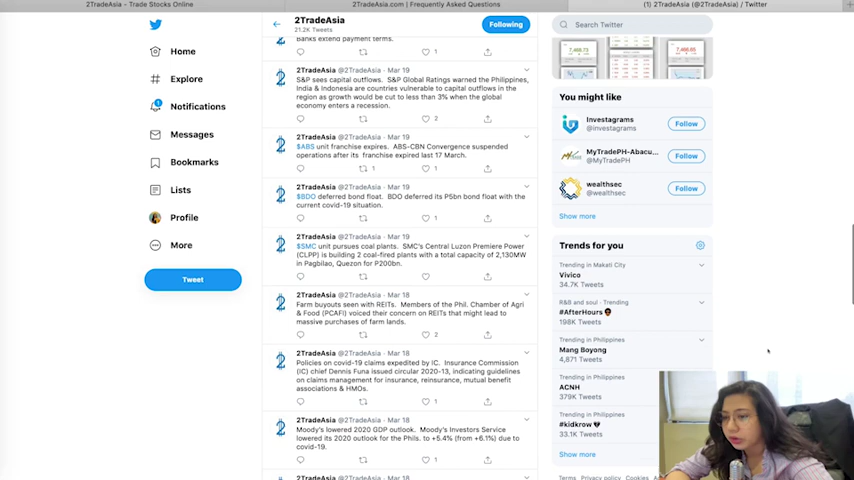 2TradeAsia - Trade Stocks Online
2TradeAsia.com | Frequently Asked Questions
(1) 2TradeAsia (@2TradeAsia) / Twitter
Home
Explore
1
Notifications
Messages
Bookmarks
Lists
Profile
More
Tweet
2TradeAsia
21.2K Tweets
Following
Banks extend payment terms.
1
2TradeAsia @2TradeAsia · Mar 19
S&P sees capital outflows. S&P Global Ratings warned the Philippines,
India & Indonesia are countries vulnerable to capital outflows in the
region as growth would be cut to less than 3% when the global
economy enters a recession.
2
2TradeAsia @2TradeAsia · Mar 19
$ABS unit franchise expires. ABS-CBN Convergence suspended
operations after its franchise expired last 17 March.
1
1
2TradeAsia @2TradeAsia · Mar 19
$BDO deferred bond float. BDO deferred its P5bn bond float with the
current covid-19 situation.
1
2TradeAsia @2TradeAsia · Mar 19
$SMC unit pursues coal plants. SMC's Central Luzon Premiere Power
(CLPP) is building 2 coal-fired plants with a total capacity of 2,130MW
in Pagbilao, Quezon for P200bn.
2TradeAsia @2TradeAsia · Mar 18
Farm buyouts seen with REITs. Members of the Phil. Chamber of Agri
& Food (PCAFI) voiced their concern on REITs that might lead to
massive purchases of farm lands.
2
2TradeAsia @2TradeAsia · Mar 18
Policies on covid-19 claims expedited by IC. Insurance Commission
(IC) chief Dennis Funa issued circular 2020-13, indicating guidelines
on claims management for insurance, reinsurance, mutual benefit
associations & HMOs.
1
2TradeAsia @2TradeAsia · Mar 18
Moody's lowered 2020 GDP outlook. Moody's Investors Service
lowered its 2020 outlook for the Phils. to +5.4% (from +6.1%) due to
covid-19.
1
2TradeAsia @2TradeAsia · Mar 18
Search Twitter
You might like
Investagrams
@investagrams
Follow
MyTradePH-Abacu...
@MyTradePH
Follow
wealthsec
@wealthsec
Follow
Show more
Trends for you
Trending in Makati City
Vivico
34.7K Tweets
R&B and soul · Trending
#AfterHours
198K Tweets
Trending in Philippines
Mang Boyong
4,871 Tweets
Trending in Philippines
ACNH
379K Tweets
Trending in Philippines
#kidkrow
33.1K Tweets
Show more
Terms Privacy policy Cookies